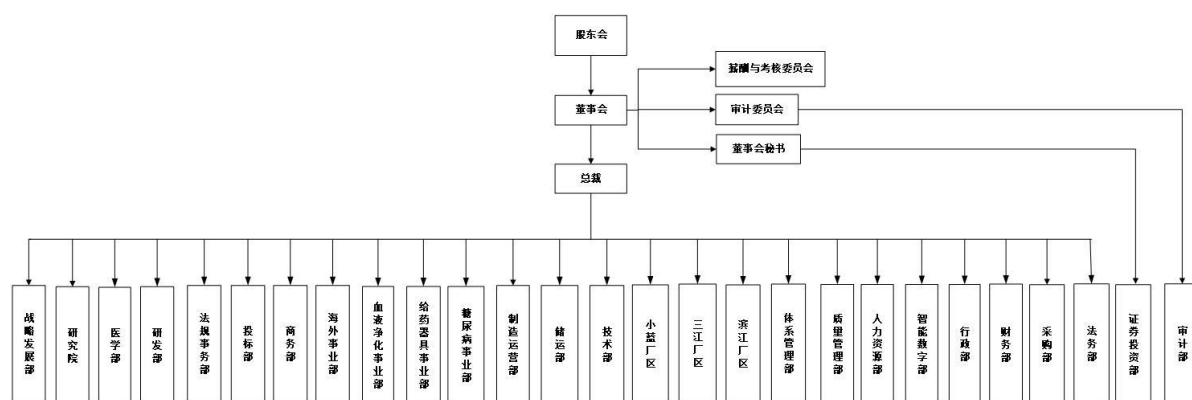 股东会
薪酬与考核委员会
董事会
审计委员会
董事会秘书
总裁
战略发展部
研究院
医学部
研发部
法规事务部
投标部
商务部
海外事业部
血液净化事业部
给药器具事业部
糖尿病事业部
制造运营部
储运部
技术部
小蓝厂区
三江厂区
滨江厂区
体系管理部
质量管理部
人力资源部
智能数字部
行政部
财务部
采购部
法务部
证券投资部
审计部